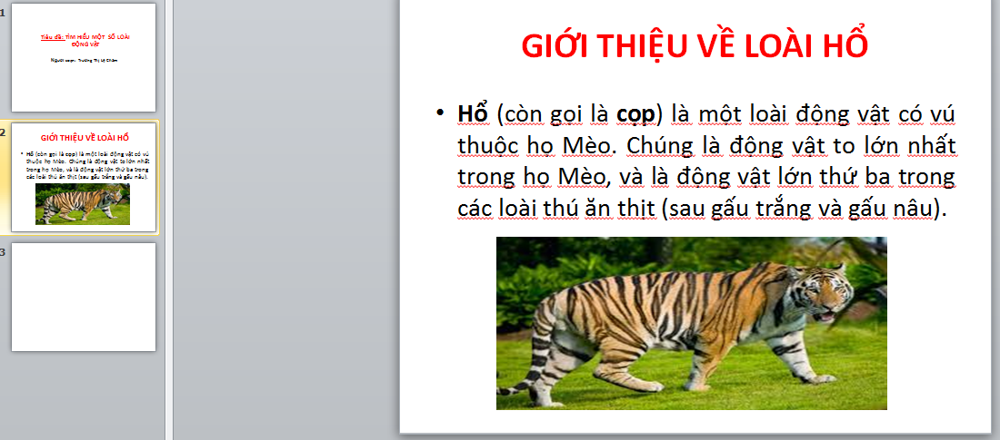 1
Tiêu đề: TÌM HIỂU MỘT SỐ LOÀI
ĐỘNG VẬT
Người soạn: Trương Thị Lệ Chăm
2
GIỚI THIỆU VỀ LOÀI HỔ
• Hổ (còn gọi là cọp) là một loài động vật có vú
thuộc họ Mèo. Chúng là động vật to lớn nhất
trong họ Mèo, và là động vật lớn thứ ba trong
các loài thú ăn thịt (sau gấu trắng và gấu nâu).
3
GIỚI THIỆU VỀ LOÀI HỔ
• Hổ (còn gọi là cọp) là một loài động vật có vú
thuộc họ Mèo. Chúng là động vật to lớn nhất
trong họ Mèo, và là động vật lớn thứ ba trong
các loài thú ăn thịt (sau gấu trắng và gấu nâu).